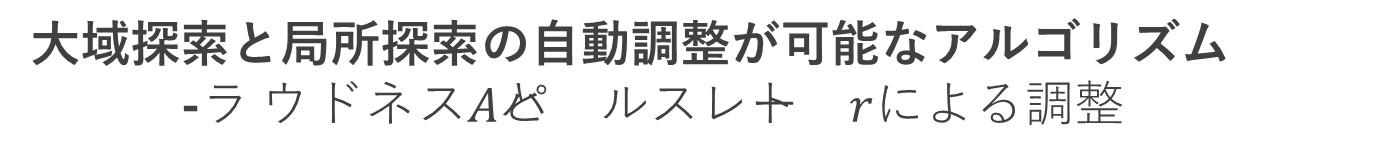 大域探索と局所探索の自動調整が可能なアルゴリズム
-ラウドネスAとパルスレート rによる調整